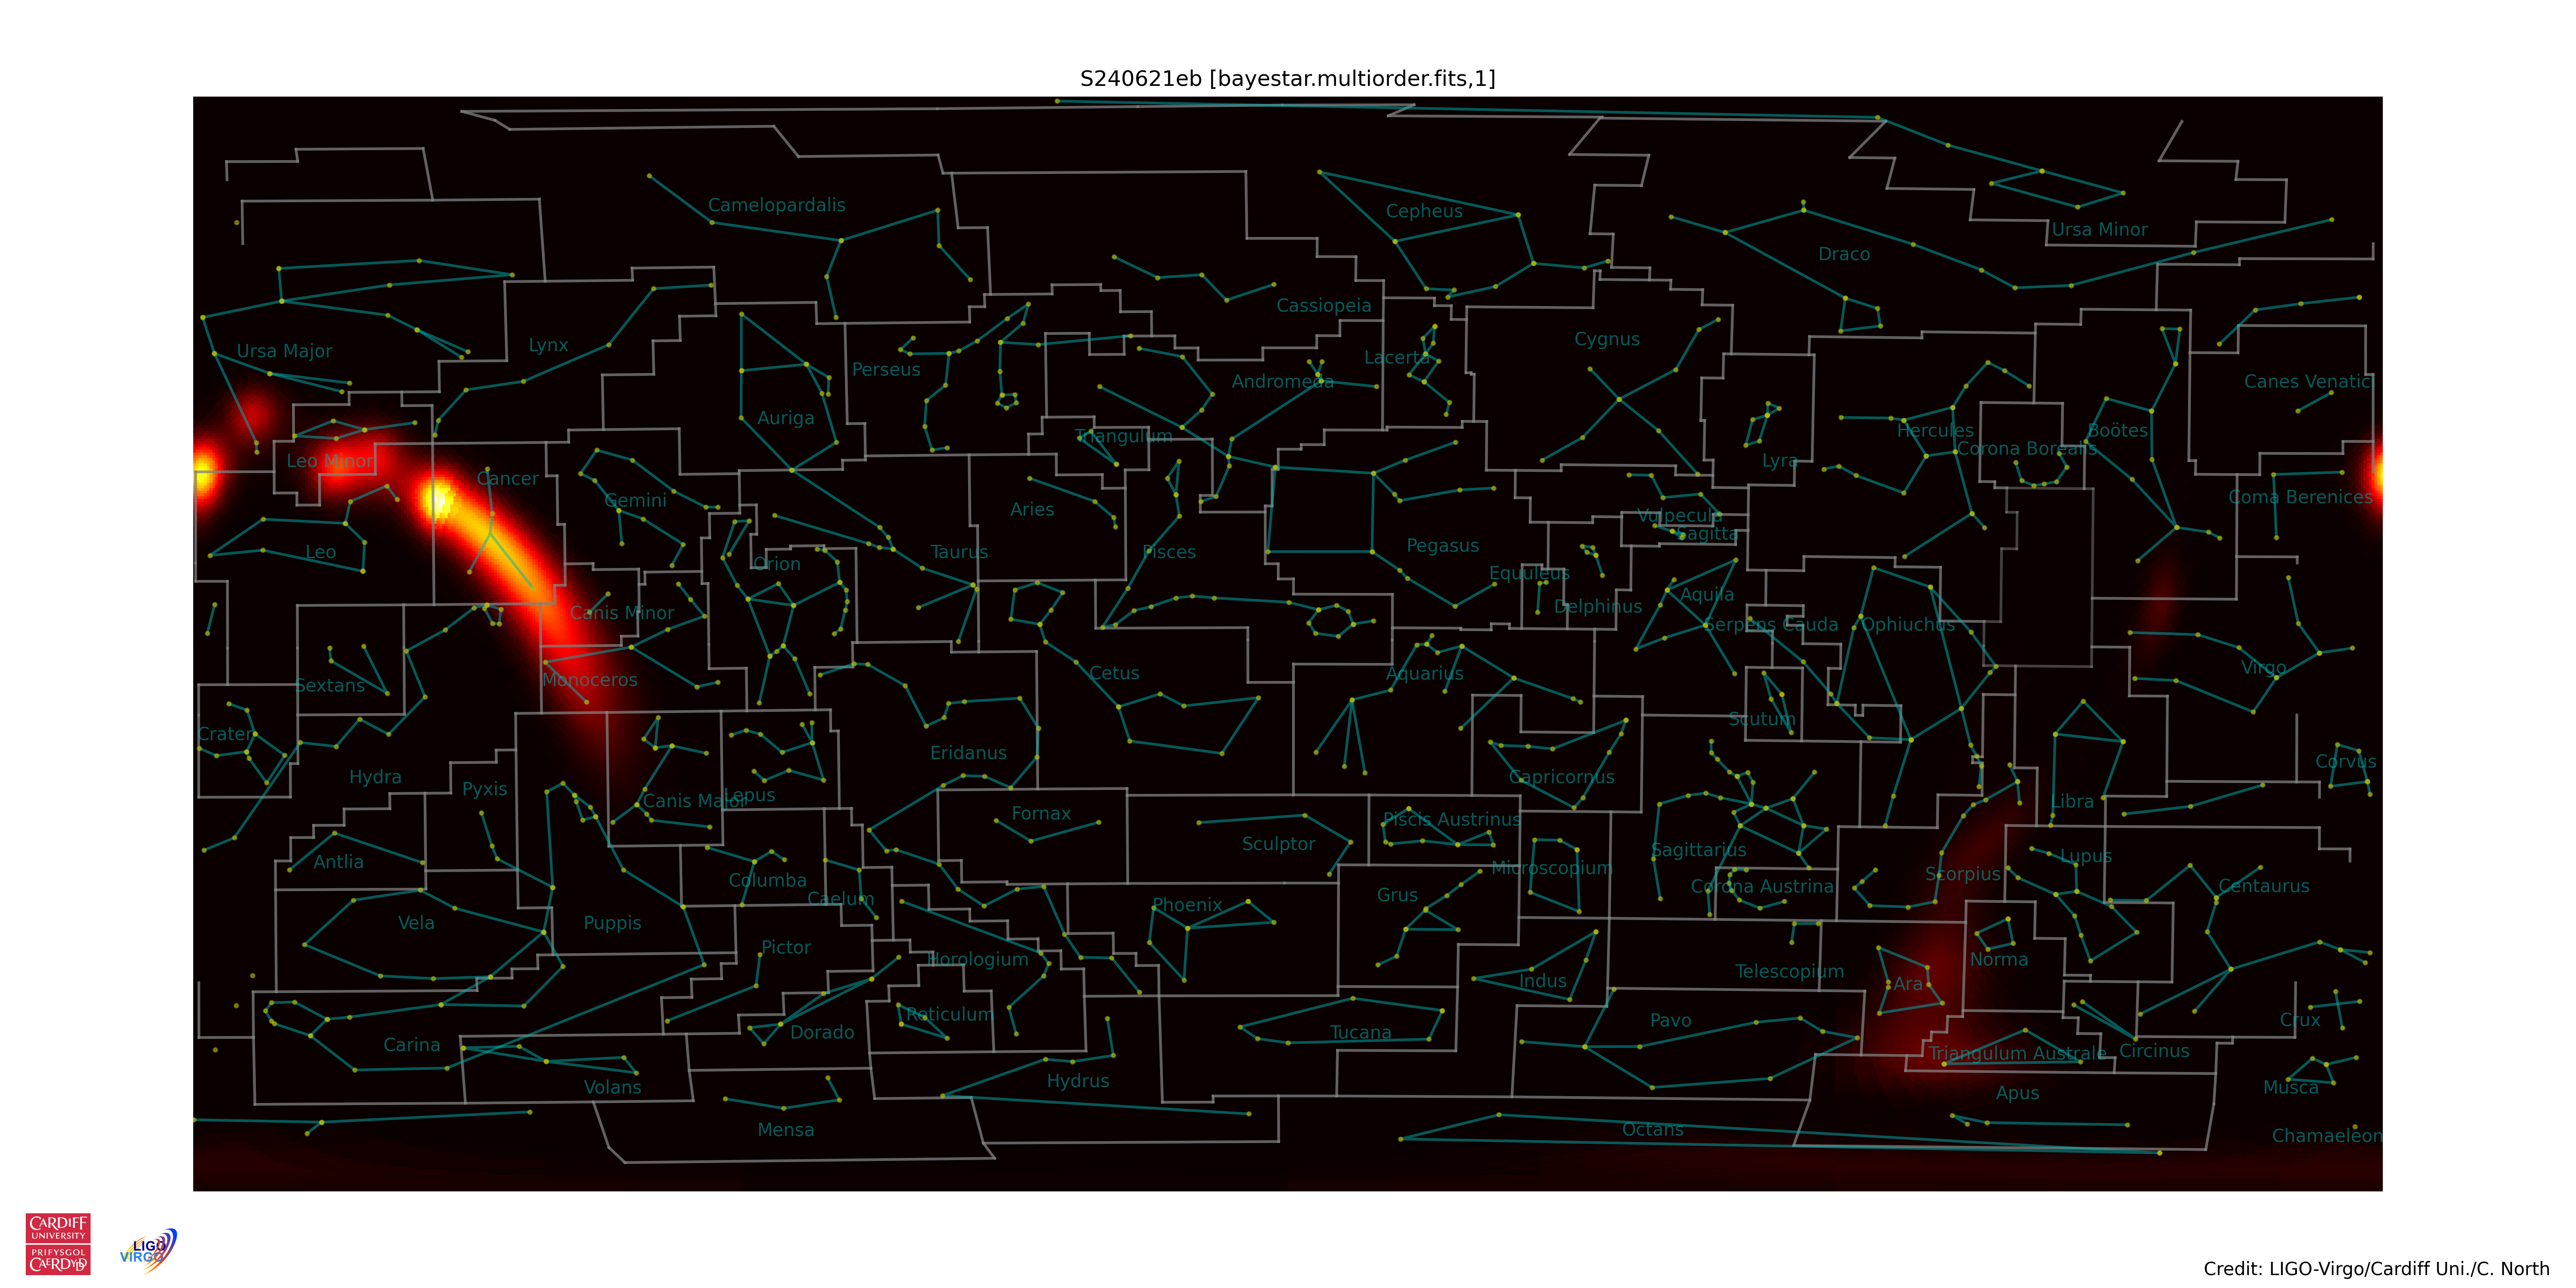 S240621eb [bayestar.multiorder.fits,1]
Camelopardalis
Cepheus
Ursa Minor
Draco
Cassiopeia
Ursa Major
Lynx
Cygnus
Lacerta
Perseus
Andromeda
Canes Venatici
Auriga
Triangulum
Hercules
Boötes
Corona Borealis
Leo Minor
Lyra
Cancer
Gemini
Coma Berenices
Aries
Vulpecula
Sagitta
Leo
Taurus
Pisces
Pegasus
Orion
Equuleus
Canis Minor
Delphinus
Aquila
Serpens Cauda
Ophiuchus
Virgo
Sextans
Monoceros
Cetus
Aquarius
Crater
Scutum
Eridanus
Corvus
Hydra
Pyxis
Capricornus
Canis Major
Lepus
Libra
Fornax
Piscis Austrinus
Antlia
Sculptor
Sagittarius
Lupus
Microscopium
Scorpius
Columba
Corona Austrina
Centaurus
Caelum
Grus
Phoenix
Vela
Puppis
Pictor
Horologium
Norma
Telescopium
Indus
Ara
Reticulum
Pavo
Crux
Carina
Dorado
Tucana
Triangulum Australe
Circinus
Volans
Hydrus
Apus
Musca
Mensa
Octans
Chamaeleon
CARDIFF
UNIVERSITY
PRIFYSGOL
CAERDYDD
LIGO
VIRGO
Credit: LIGO-Virgo/Cardiff Uni./C. North